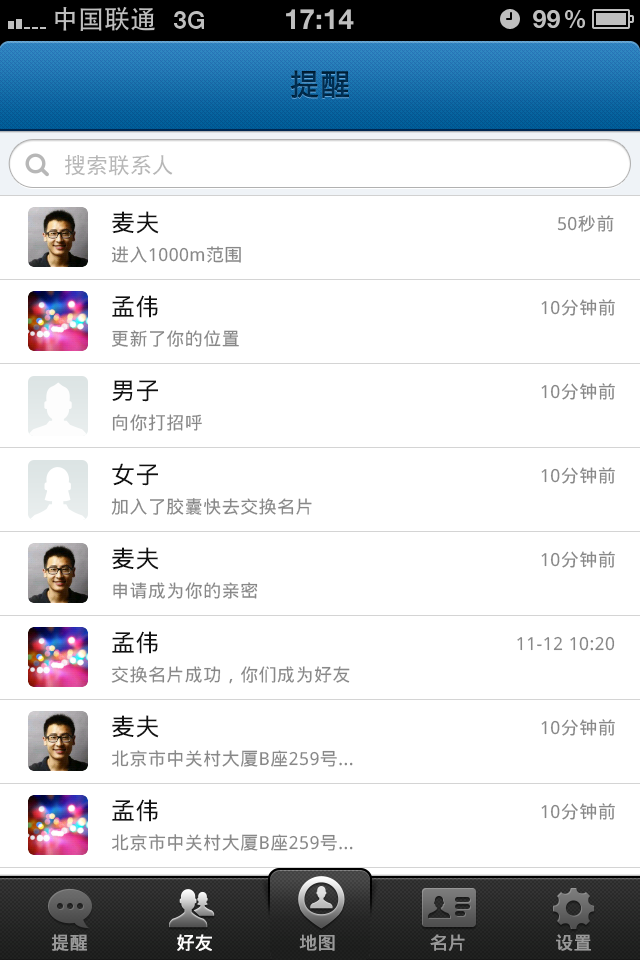 中国联通 3G 17:14 99%
提醒
搜索联系人
麦夫 50秒前
进入1000m范围
孟伟 10分钟前
更新了你的位置
男子 10分钟前
向你打招呼
女子 10分钟前
加入了胶囊快去交换名片
麦夫 10分钟前
申请成为你的亲密
孟伟 11-12 10:20
交换名片成功，你们成为好友
麦夫 10分钟前
北京市中关村大厦B座259号...
孟伟 10分钟前
北京市中关村大厦B座259号...
提醒 好友 地图 名片 设置